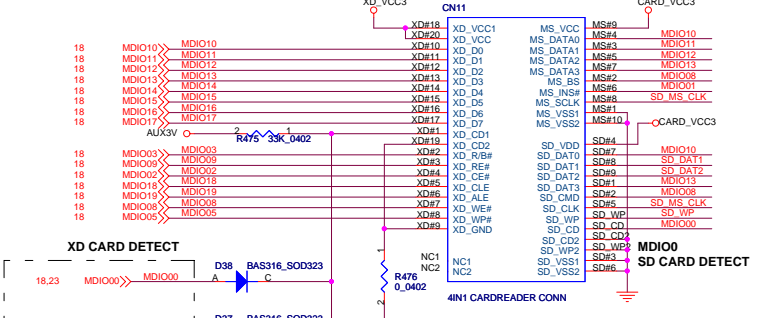 XD_VCC3
CN11
CARD_VCC3
XD#18 XD_VCC1 MS_VCC MS#9
XD#20 XD_VCC MS_DATA0 MS#4 MDIO10
18 MDIO10 MDIO10 XD#10 XD_D0 MS_DATA1 MS#3 MDIO11
18 MDIO11 MDIO11 XD#11 XD_D1 MS_DATA2 MS#5 MDIO12
18 MDIO12 MDIO12 XD#12 XD_D2 MS_DATA3 MS#7 MDIO13
18 MDIO13 MDIO13 XD#13 XD_D3 MS_BS MS#2 MDIO08
18 MDIO14 MDIO14 XD#14 XD_D4 MS_INS# MS#6 MDIO01
18 MDIO15 MDIO15 XD#15 XD_D5 MS_SCLK MS#8 SD_MS_CLK
18 MDIO16 MDIO16 XD#16 XD_D6 MS_VSS1 MS#1
18 MDIO17 MDIO17 XD#17 XD_D7 MS_VSS2 MS#10 CARD_VCC3
AUX3V 2 1 XD#1 XD_CD1
R475 33K_0402 XD#19 XD_CD2 SD_VDD SD#4
18 MDIO03 MDIO03 XD#2 XD_R/B# SD_DAT0 SD#7 MDIO10
18 MDIO09 MDIO09 XD#3 XD_RE# SD_DAT1 SD#8 SD_DAT1
18 MDIO02 MDIO02 XD#4 XD_CE# SD_DAT2 SD#9 SD_DAT2
18 MDIO18 MDIO18 XD#5 XD_CLE SD_DAT3 SD#1 MDIO13
18 MDIO19 MDIO19 XD#6 XD_ALE SD_CMD SD#2 MDIO08
18 MDIO08 MDIO08 XD#7 XD_WE# SD_CLK SD#5 SD_MS_CLK
18 MDIO05 MDIO05 XD#8 XD_WP# SD_WP SD_WP SD_WP
XD#9 XD_GND SD_CD SD_CD MDIO00
SD_CD2 SD_CD2
XD CARD DETECT 1 SD_WP2 SD_WP2 MDIO0
NC1 NC1 SD_VSS1 SD#3 SD CARD DETECT
D38 BAS316_SOD323 NC2 NC2 SD_VSS2 SD#6
18,23 MDIO00 MDIO00 A C R476
0_0402
4IN1 CARDREADER CONN
2
D37 BAS316_SOD323